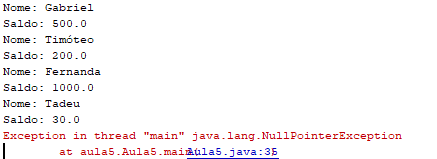 Nome: Gabriel
Saldo: 500.0
Nome: Timóteo
Saldo: 200.0
Nome: Fernanda
Saldo: 1000.0
Nome: Tadeu
Saldo: 30.0
Exception in thread "main" java.lang.NullPointerException
at aula5.Aula5.main(Aula5.java:35)